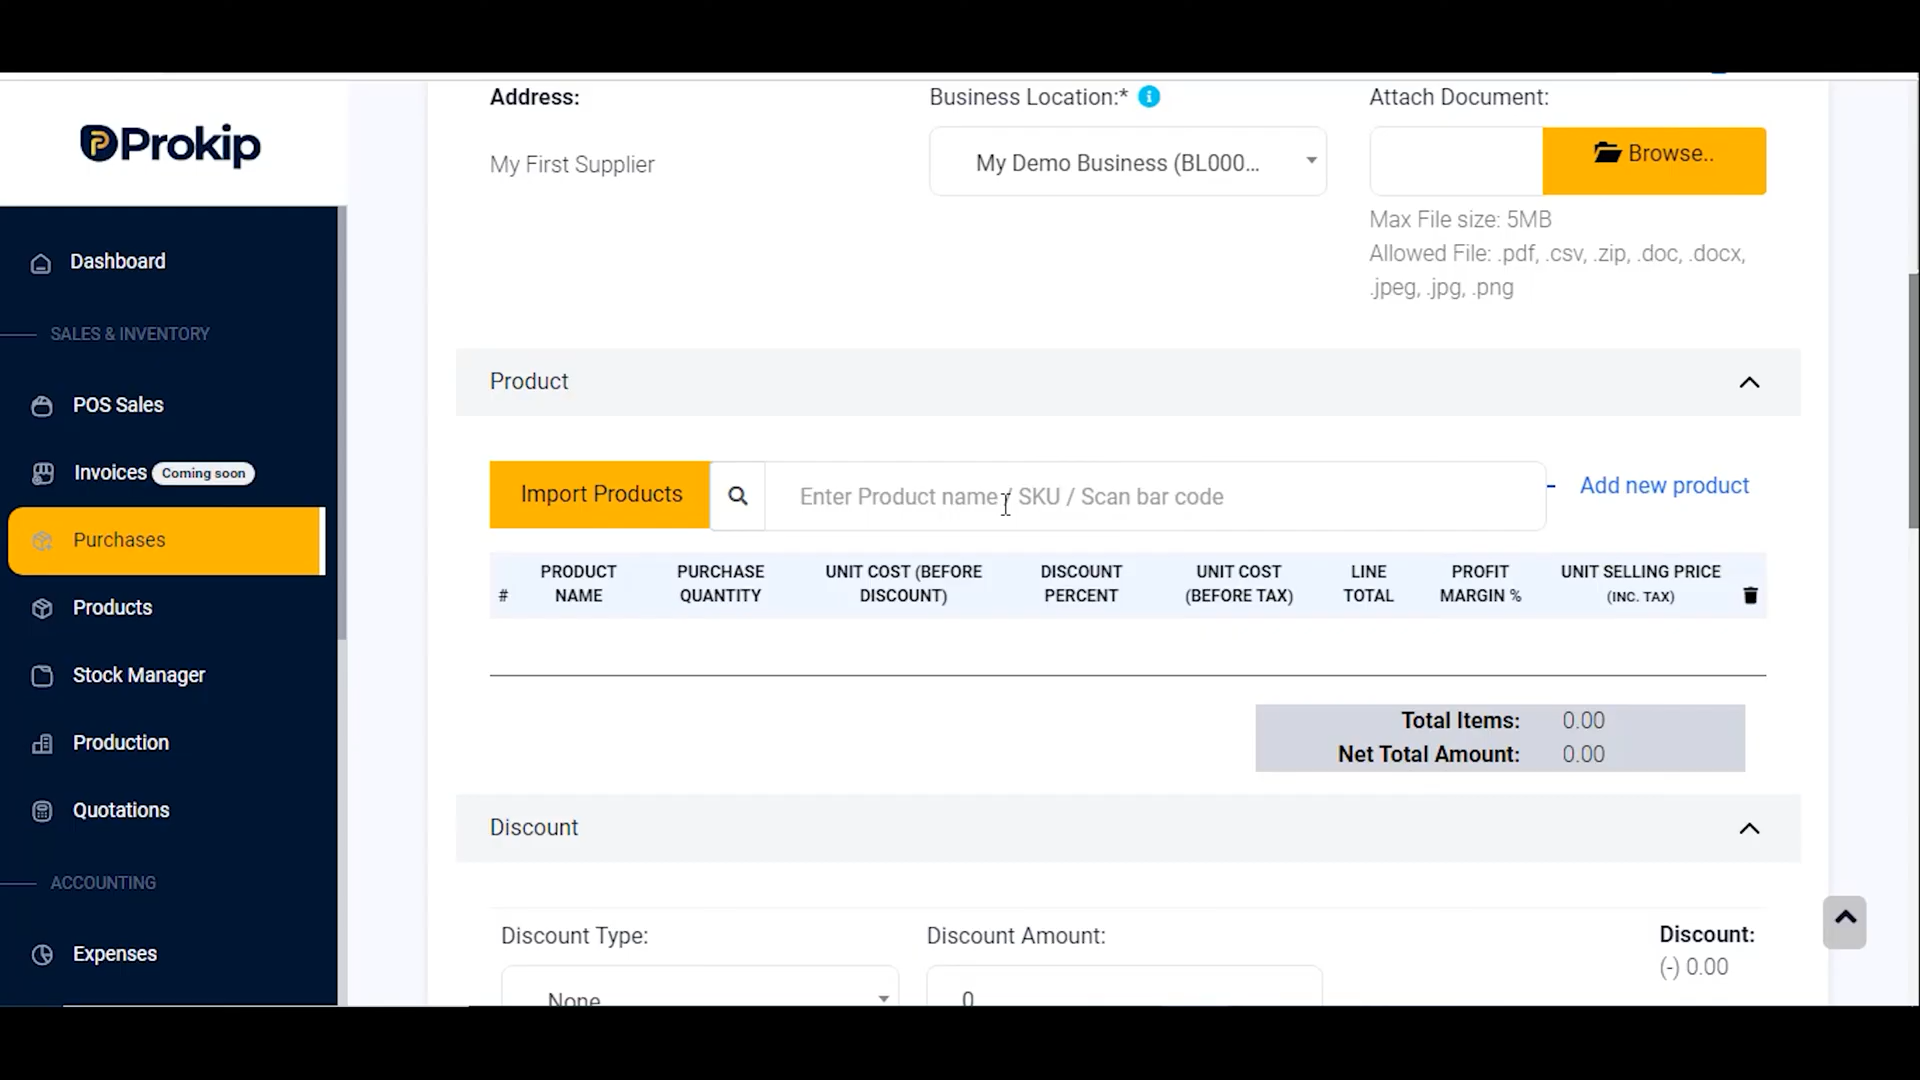 Prokip
Dashboard
SALES & INVENTORY
POS Sales
Invoices Coming soon
Purchases
Products
Stock Manager
Production
Quotations
ACCOUNTING
Expenses
Address:
My First Supplier
Business Location:*
My Demo Business (BL000...
Attach Document:
Browse..
Max File size: 5MB
Allowed File: .pdf, .csv, .zip, .doc, .docx,
.jpeg, .jpg, .png
Product
Import Products
Enter Product name / SKU / Scan bar code
Add new product
#
PRODUCT
NAME
PURCHASE
QUANTITY
UNIT COST (BEFORE
DISCOUNT)
DISCOUNT
PERCENT
UNIT COST
(BEFORE TAX)
LINE
TOTAL
PROFIT
MARGIN %
UNIT SELLING PRICE
(INC. TAX)
Total Items: 0.00
Net Total Amount: 0.00
Discount
Discount Type:
None
Discount Amount:
0
Discount:
(-) 0.00